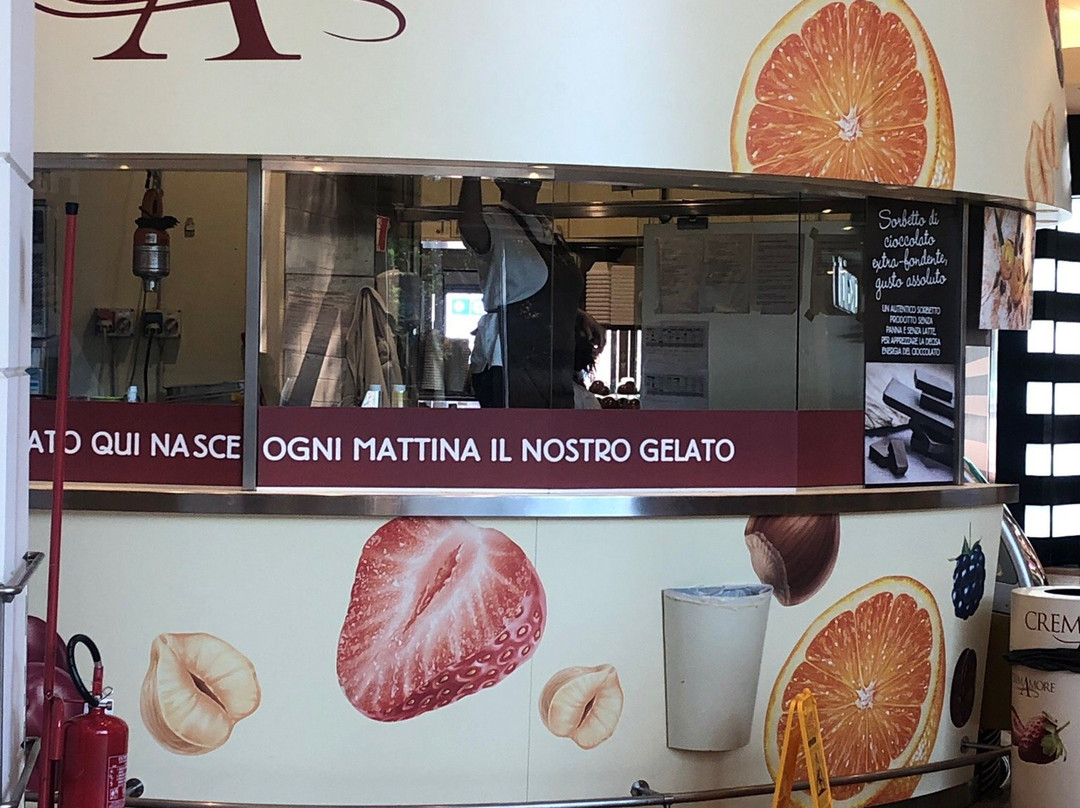 A
Sorbetto di
cioccolato
extra-fondente,
gusto assoluto
UN AUTENTICO SORBETTO
PRODOTTO SENZA
PANNA E SENZA LATTE,
PER APPREZZARE LA DECISA
ENERGIA DEL CIOCCOLATO
ATO QUI NASCE OGNI MATTINA IL NOSTRO GELATO
CREM
AMORE